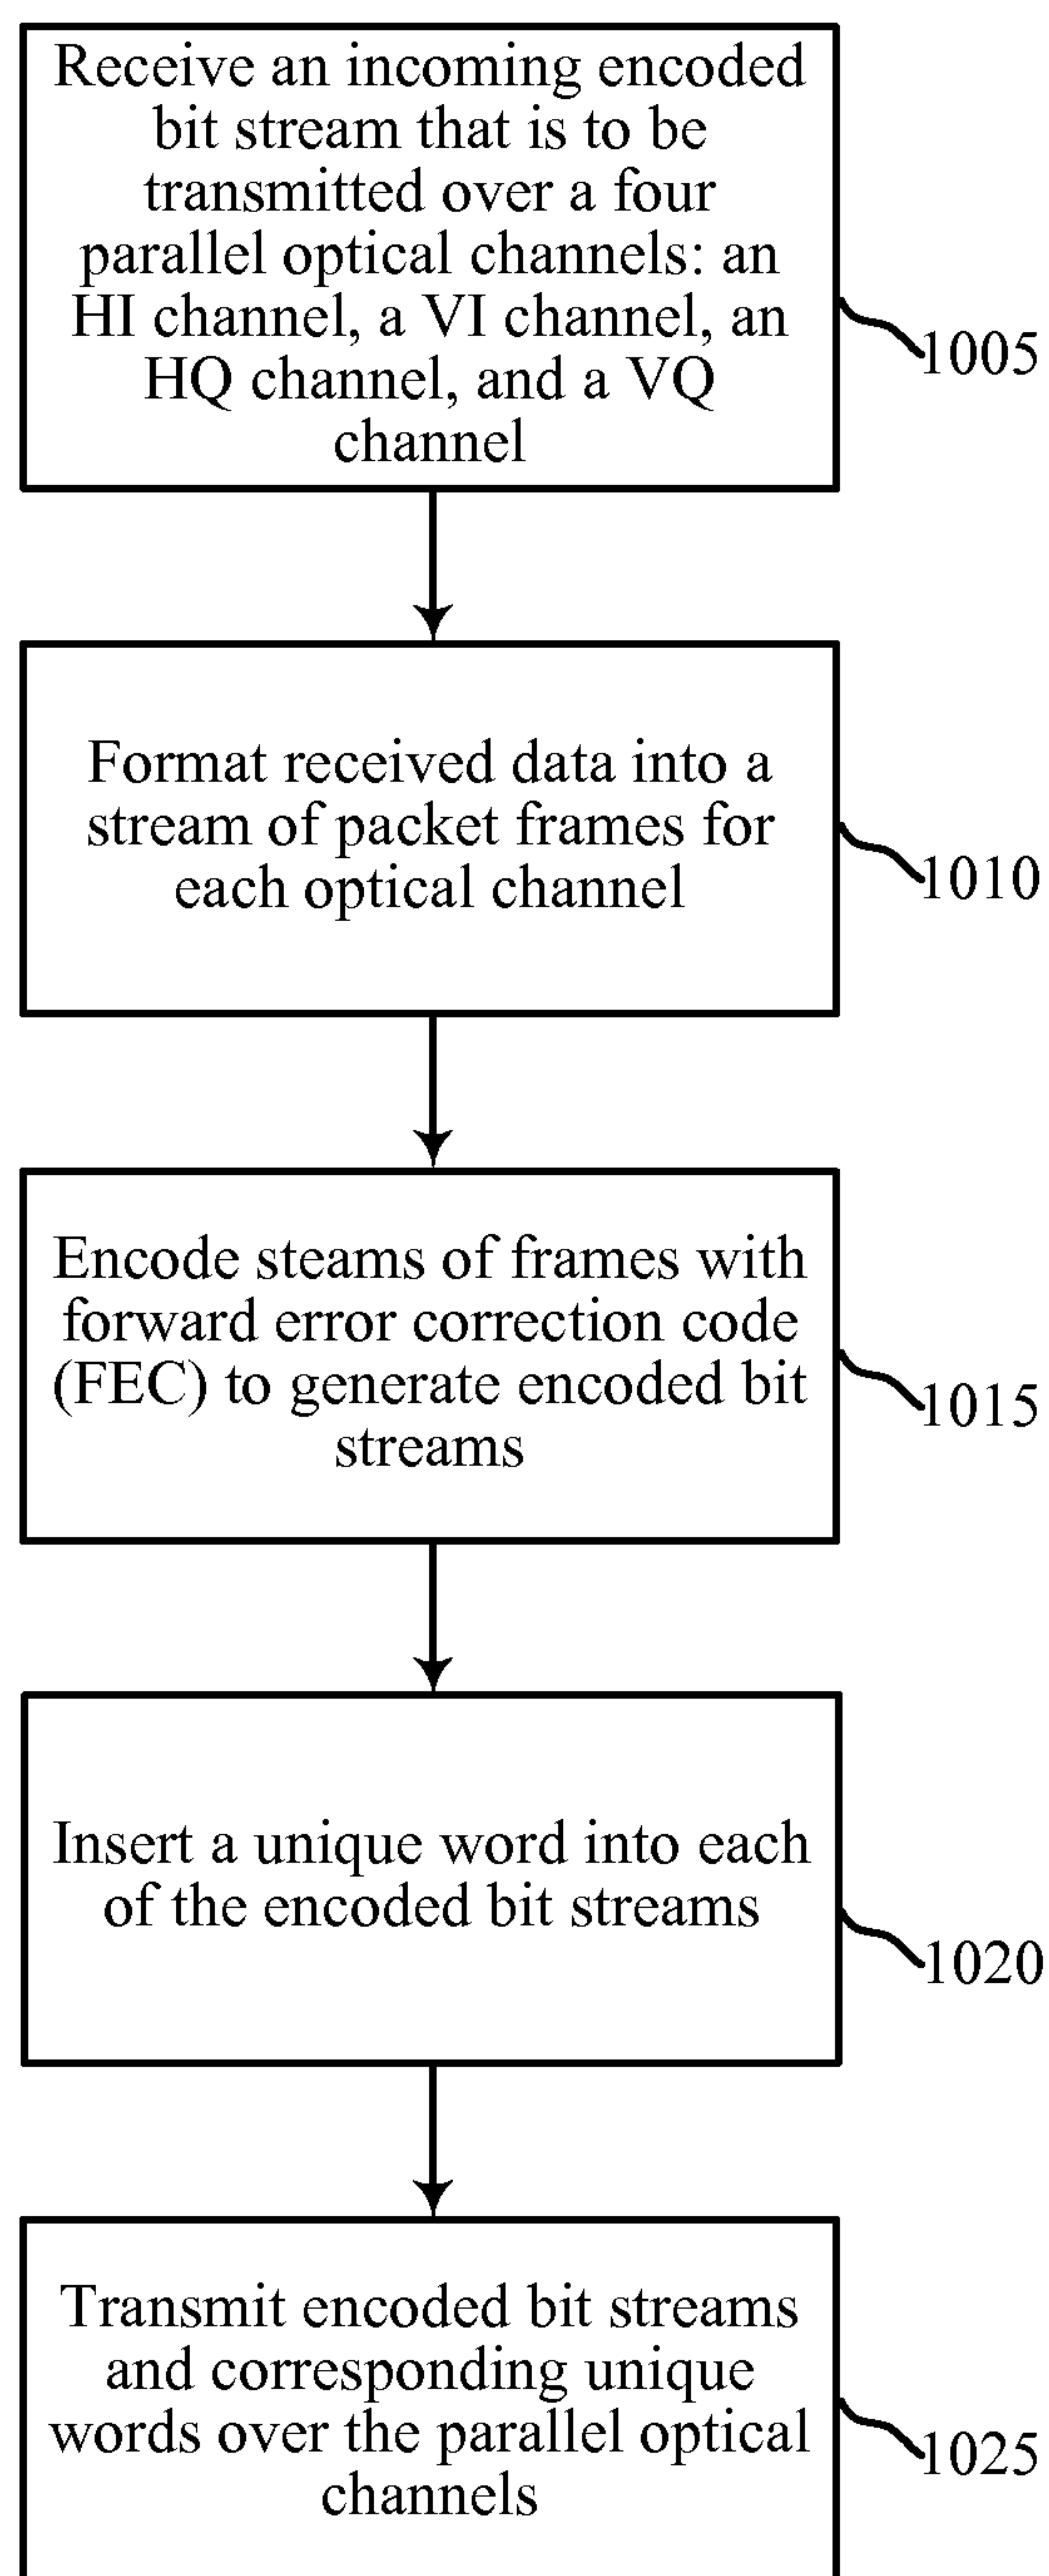 Receive an incoming encoded
bit stream that is to be
transmitted over a four
parallel optical channels: an
HI channel, a VI channel, an
HQ channel, and a VQ
channel
1005
Format received data into a
stream of packet frames for
each optical channel
1010
Encode steams of frames with
forward error correction code
(FEC) to generate encoded bit
streams
1015
Insert a unique word into each
of the encoded bit streams
1020
Transmit encoded bit streams
and corresponding unique
words over the parallel optical
channels
1025